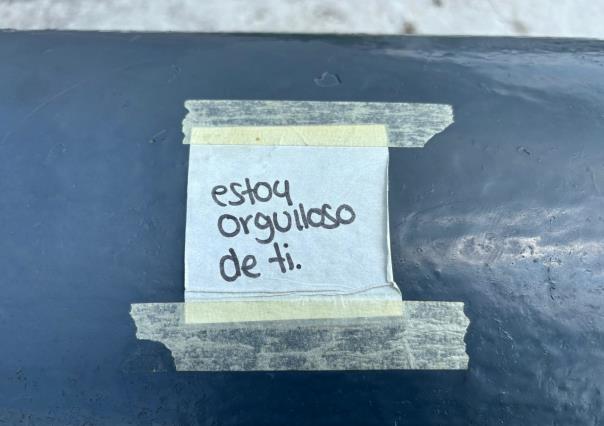 estoy
orgulloso
de ti.